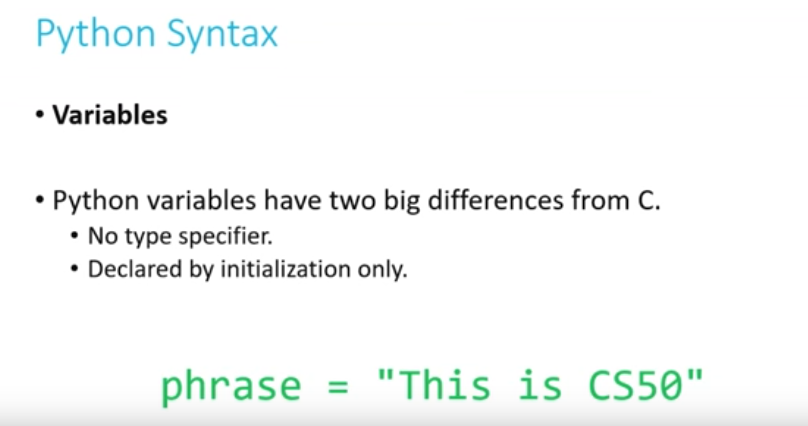 Python Syntax
• Variables
• Python variables have two big differences from C.
• No type specifier.
• Declared by initialization only.
phrase = "This is CS50"